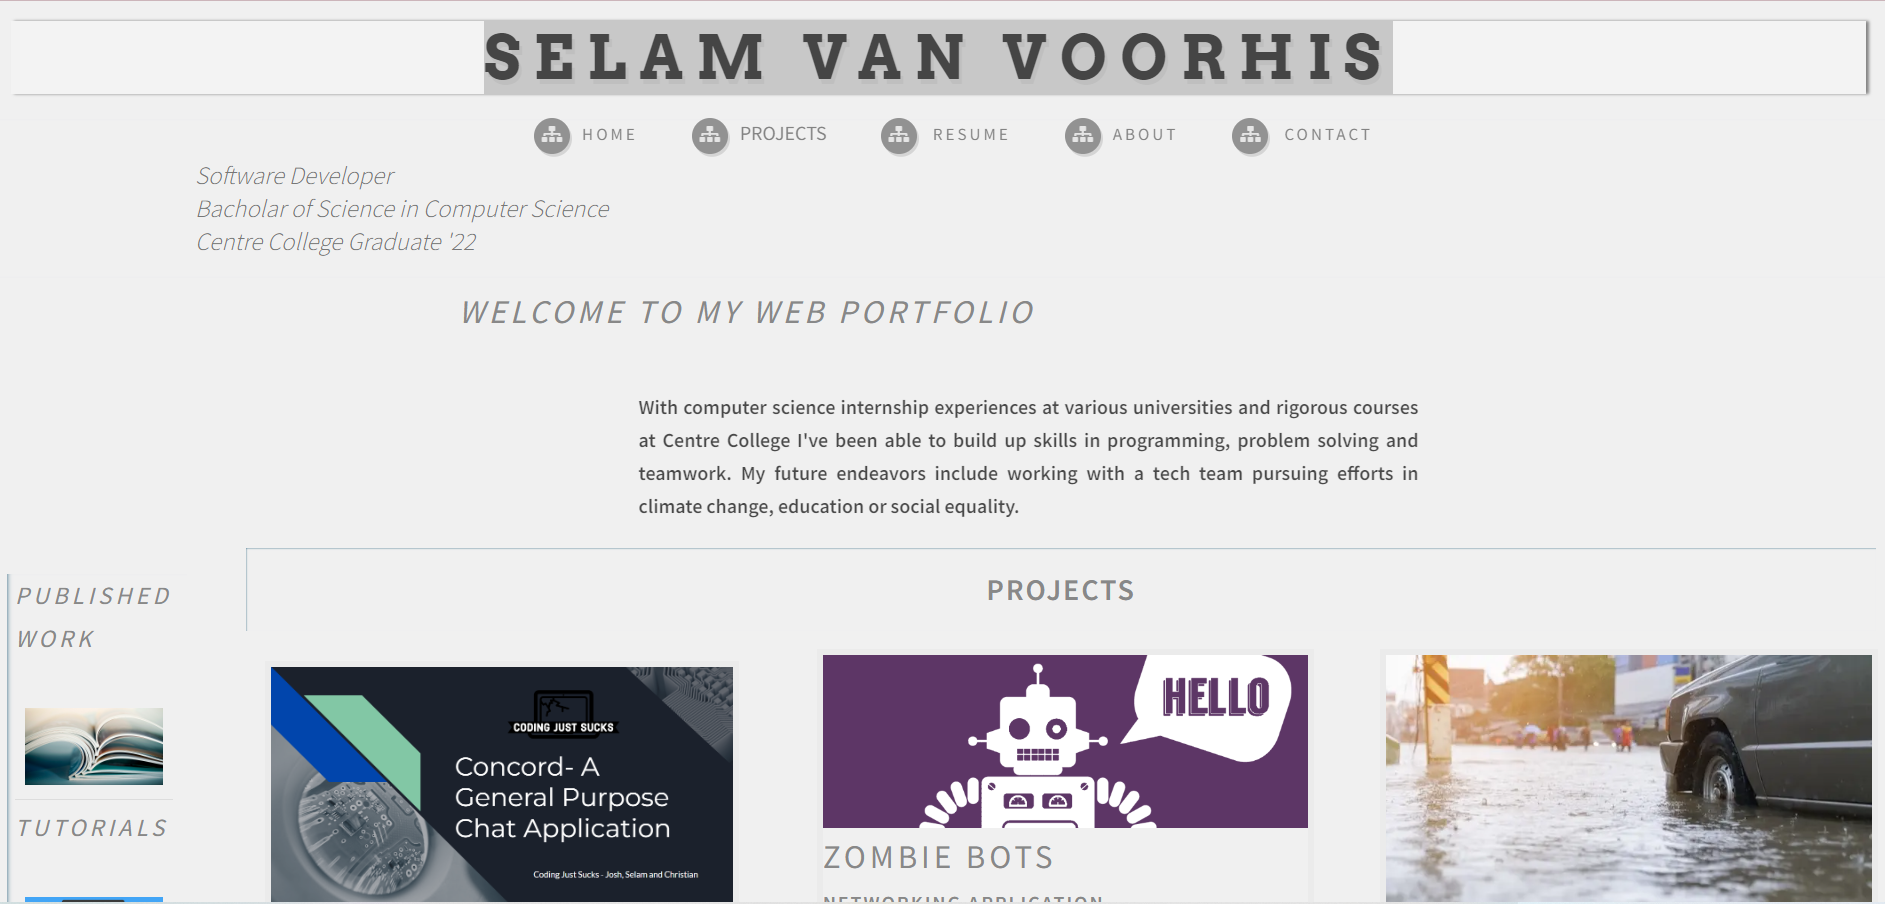 SELAM VAN VOORHIS
HOME PROJECTS RESUME ABOUT CONTACT
Software Developer
Bacholar of Science in Computer Science
Centre College Graduate '22
WELCOME TO MY WEB PORTFOLIO
With computer science internship experiences at various universities and rigorous courses
at Centre College I've been able to build up skills in programming, problem solving and
teamwork. My future endeavors include working with a tech team pursuing efforts in
climate change, education or social equality.
PUBLISHED
WORK
TUTORIALS
PROJECTS
CODING JUST SUCKS
Concord- A
General Purpose
Chat Application
Coding Just Sucks - Josh, Selam and Christian
HELLO
ZOMBIE BOTS
NETWORKING APPLICATION